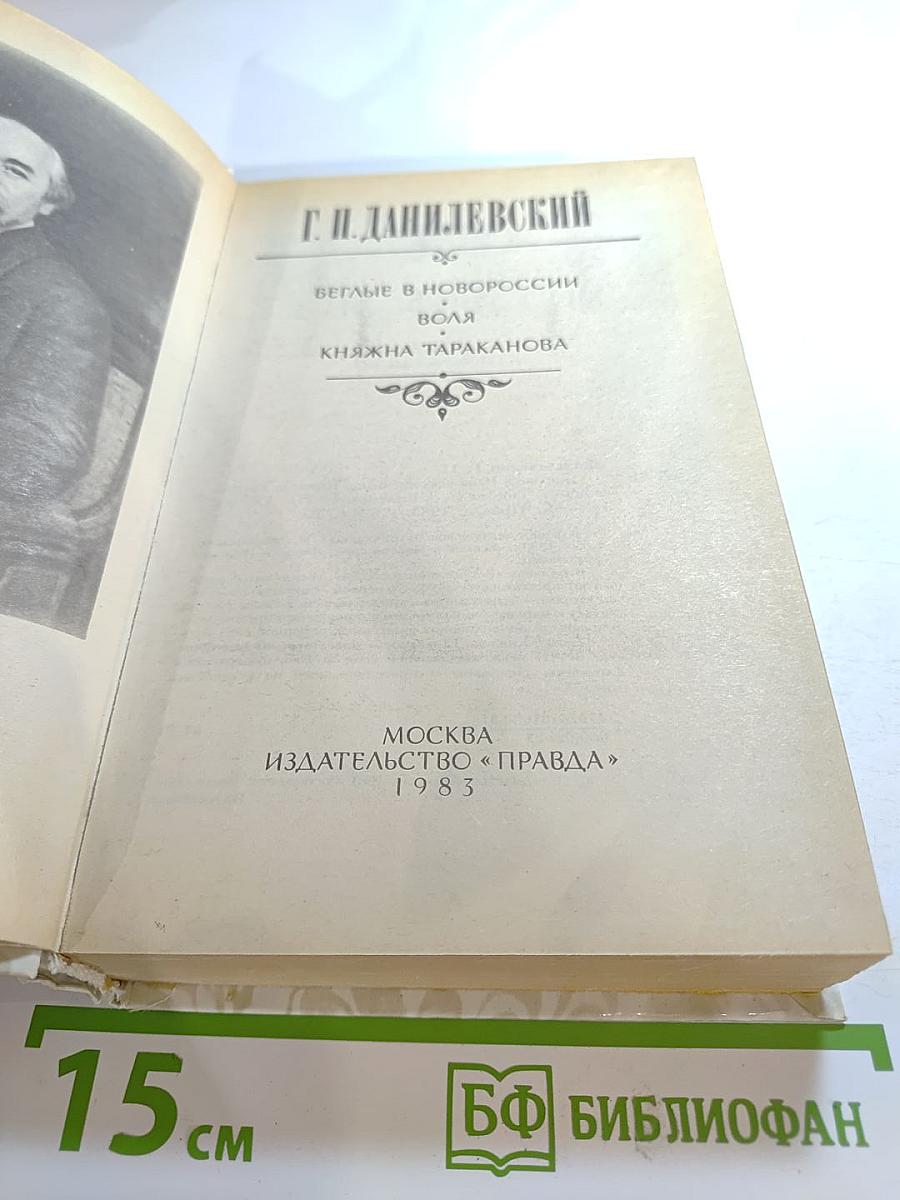 Г. П. ДАНИЛЕВСКИЙ
БЕГЛЫЕ В НОВОРОССИИ
ВОЛЯ
КНЯЖНА ТАРАКАНОВА
МОСКВА
ИЗДАТЕЛЬСТВО «ПРАВДА»
1983
15 см
БФ БИБЛИОФАН